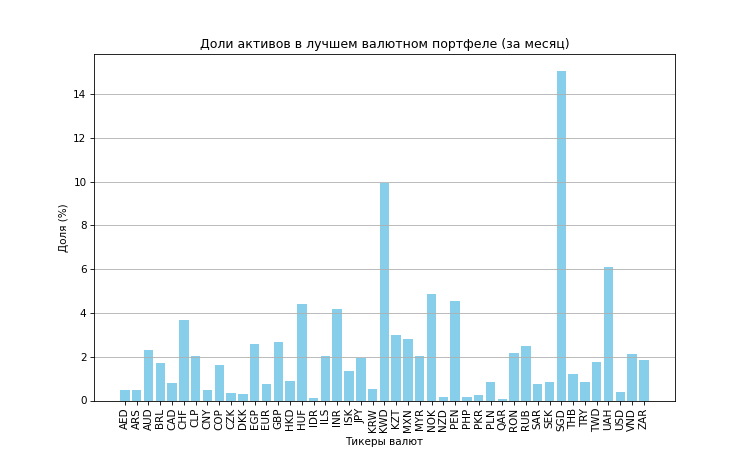 Доли активов в лучшем валютном портфеле (за месяц)
Доля (%)
14
12
10
8
6
4
2
0
AED
ARS
AUD
BRL
CAD
CHF
CLP
CNY
COP
CZK
DKK
EGP
EUR
GBP
HKD
HUF
IDR
ILS
INR
ISK
JPY
KRW
KWD
KZT
MXN
MYR
NOK
NZD
PEN
PHP
PKR
PLN
QAR
RON
RUB
SAR
SEK
SGD
THB
TRY
TWD
UAH
USD
VND
ZAR
Тикеры валют